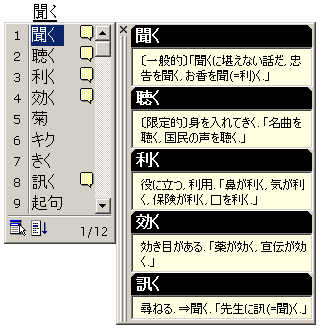 聞く
1 聞く
2 聴く
3 利く
4 効く
5 菊
6 キク
7 きく
8 訊く
9 起句
1/12
聞く
〔一般的〕「聞くに堪えない話だ, 忠
告を聞く, お香を聞(=利)く.」
聴く
〔限定的〕身を入れてきく. 「名曲を
聴く, 国民の声を聴く.」
利く
役に立つ, 利用. 「鼻が利く, 気が利
く, 保険が利く, 口を利く.」
効く
効き目がある. 「薬が効く, 宣伝が効
く.」
訊く
尋ねる. ⇒聞く. 「先生に訊(=聞)く.」